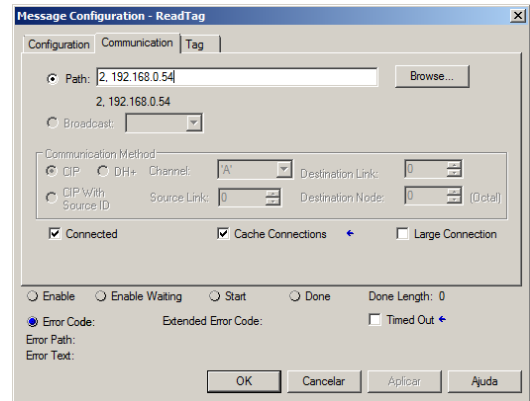 Message Configuration - ReadTag
Configuration Communication Tag
Path: 2, 192.168.0.54 Browse...
2, 192.168.0.54
Broadcast:
Communication Method
CIP DH+ Channel: 'A' Destination Link: 0
CIP With Source ID Source Link: 0 Destination Node: 0 (Octal)
Connected Cache Connections ← Large Connection
Enable Enable Waiting Start Done Done Length: 0
Error Code: Extended Error Code: Timed Out ←
Error Path:
Error Text:
OK Cancelar Aplicar Ajuda